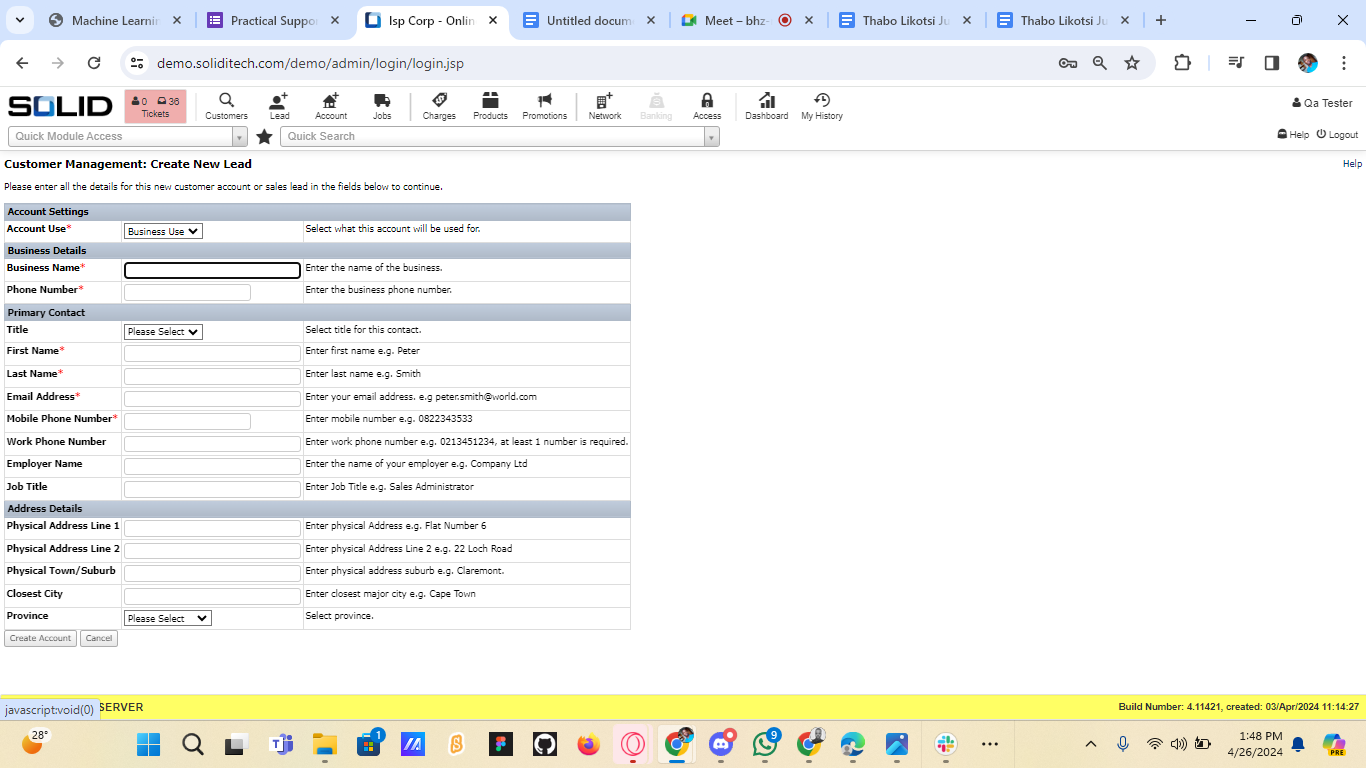 Machine Learnin
Practical Suppo
Isp Corp - Onlin
Untitled docum
Meet – bhz-
Thabo Likotsi Ju
Thabo Likotsi Ju
demo.soliditech.com/demo/admin/login/login.jsp
SOLID
0 36
Tickets
Customers
Lead
Account
Jobs
Charges
Products
Promotions
Network
Banking
Access
Dashboard
My History
Qa Tester
Quick Module Access
Quick Search
Help
Logout
Customer Management: Create New Lead
Help
Please enter all the details for this new customer account or sales lead in the fields below to continue.
Account Settings
Account Use* Business Use Select what this account will be used for.
Business Details
Business Name* Enter the name of the business.
Phone Number* Enter the business phone number.
Primary Contact
Title Please Select Select title for this contact.
First Name* Enter first name e.g. Peter
Last Name* Enter last name e.g. Smith
Email Address* Enter your email address. e.g peter.smith@world.com
Mobile Phone Number* Enter mobile number e.g. 0822343533
Work Phone Number Enter work phone number e.g. 0213451234, at least 1 number is required.
Employer Name Enter the name of your employer e.g. Company Ltd
Job Title Enter Job Title e.g. Sales Administrator
Address Details
Physical Address Line 1 Enter physical Address e.g. Flat Number 6
Physical Address Line 2 Enter physical Address Line 2 e.g. 22 Loch Road
Physical Town/Suburb Enter physical address suburb e.g. Claremont.
Closest City Enter closest major city e.g. Cape Town
Province Please Select Select province.
Create Account Cancel
javascript:void(0) SERVER
Build Number: 4.11421, created: 03/Apr/2024 11:14:27
28°
1
9
1:48 PM
4/26/2024
PRE